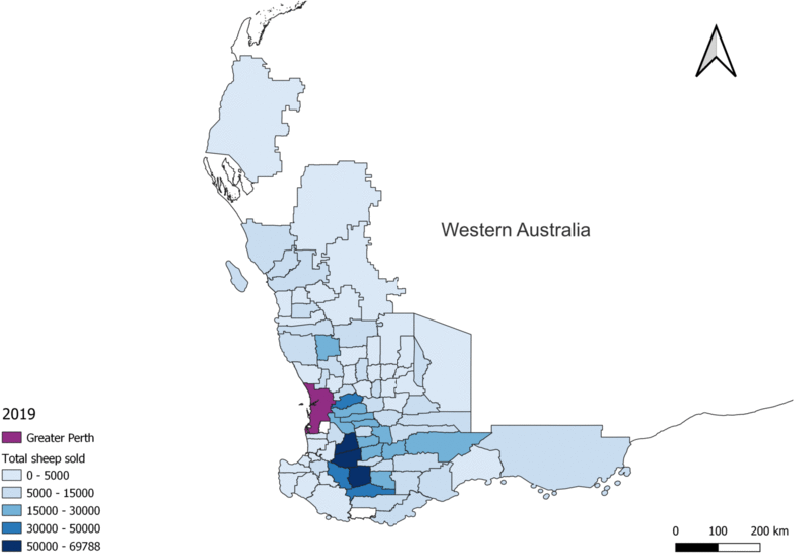 Western Australia
2019
Greater Perth
Total sheep sold
0 - 5000
5000 - 15000
15000 - 30000
30000 - 50000
50000 - 69788
0 100 200 km